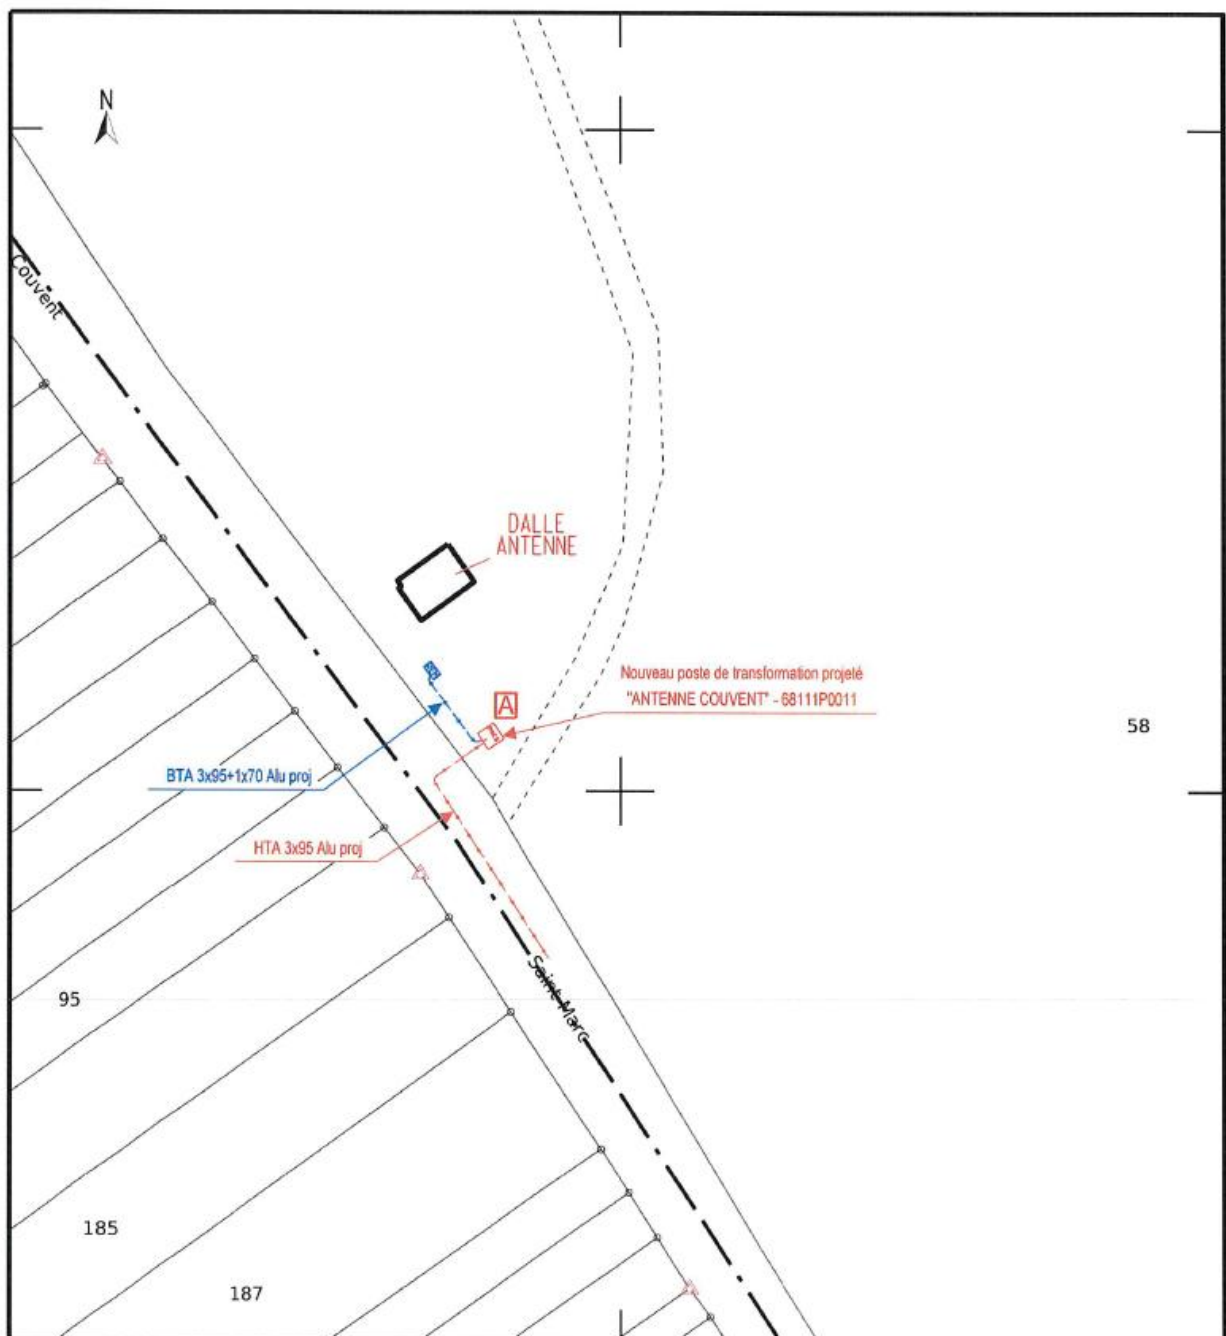 N
Couvent
DALLE
ANTENNE
Nouveau poste de transformation projeté
"ANTENNE COUVENT" - 68111P0011
A
58
BTA 3x95+1x70 Alu proj
HTA 3x95 Alu proj
Saint Marc
95
185
187